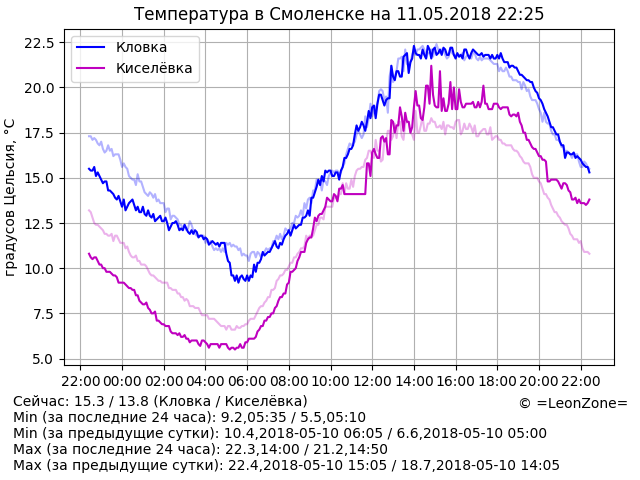 Температура в Смоленске на 11.05.2018 22:25
Кловка
Киселёвка
градусов Цельсия, °C
22.5
20.0
17.5
15.0
12.5
10.0
7.5
5.0
22:00 00:00 02:00 04:00 06:00 08:00 10:00 12:00 14:00 16:00 18:00 20:00 22:00
Сейчас: 15.3 / 13.8 (Кловка / Киселёвка)
© =LeonZone=
Min (за последние 24 часа): 9.2,05:35 / 5.5,05:10
Min (за предыдущие сутки): 10.4,2018-05-10 06:05 / 6.6,2018-05-10 05:00
Max (за последние 24 часа): 22.3,14:00 / 21.2,14:50
Max (за предыдущие сутки): 22.4,2018-05-10 15:05 / 18.7,2018-05-10 14:05